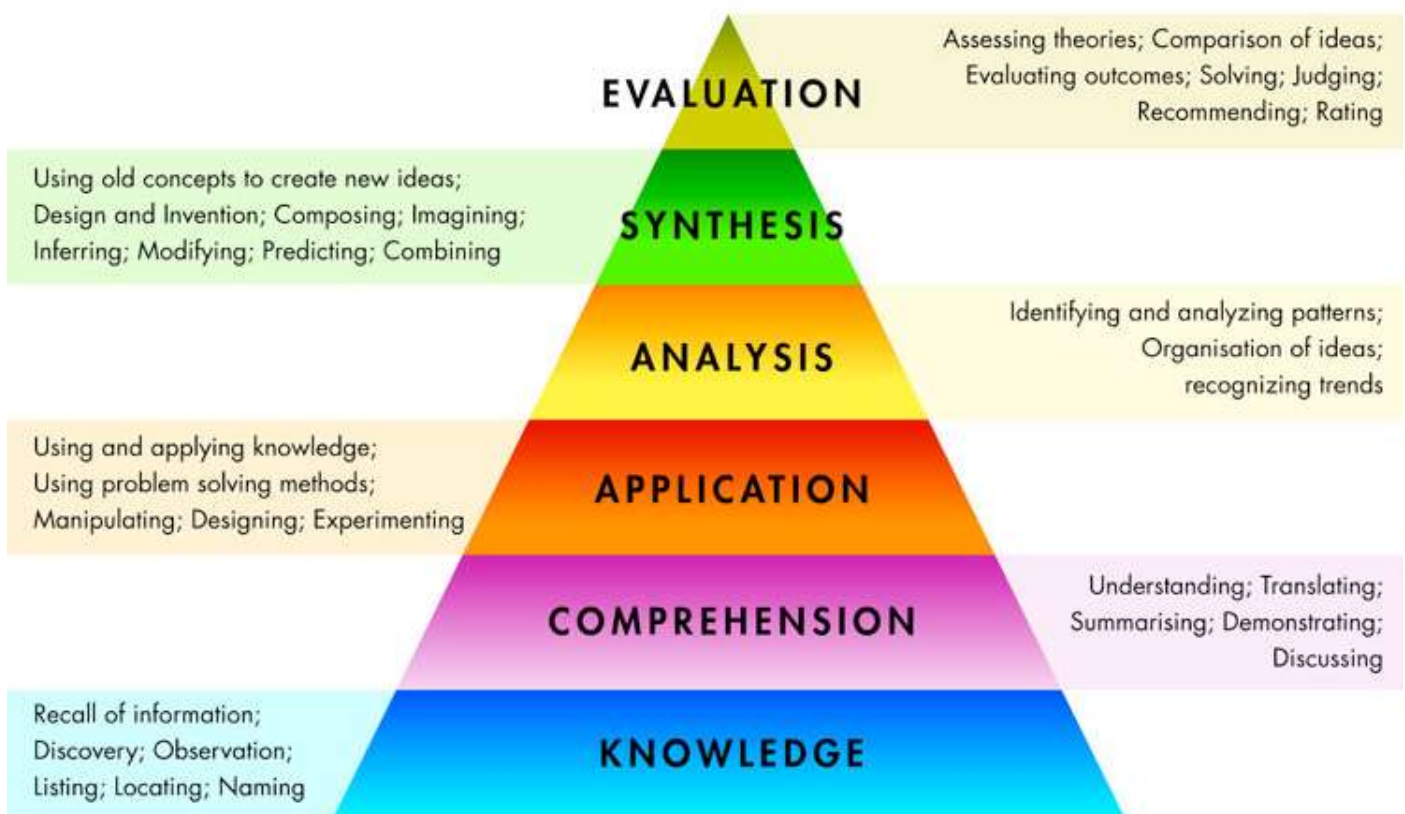 EVALUATION
Assessing theories; Comparison of ideas;
Evaluating outcomes; Solving; Judging;
Recommending; Rating
Using old concepts to create new ideas;
Design and Invention; Composing; Imagining;
Inferring; Modifying; Predicting; Combining
SYNTHESIS
ANALYSIS
Identifying and analyzing patterns;
Organisation of ideas;
recognizing trends
Using and applying knowledge;
Using problem solving methods;
Manipulating; Designing; Experimenting
APPLICATION
COMPREHENSION
Understanding; Translating;
Summarising; Demonstrating;
Discussing
Recall of information;
Discovery; Observation;
Listing; Locating; Naming
KNOWLEDGE